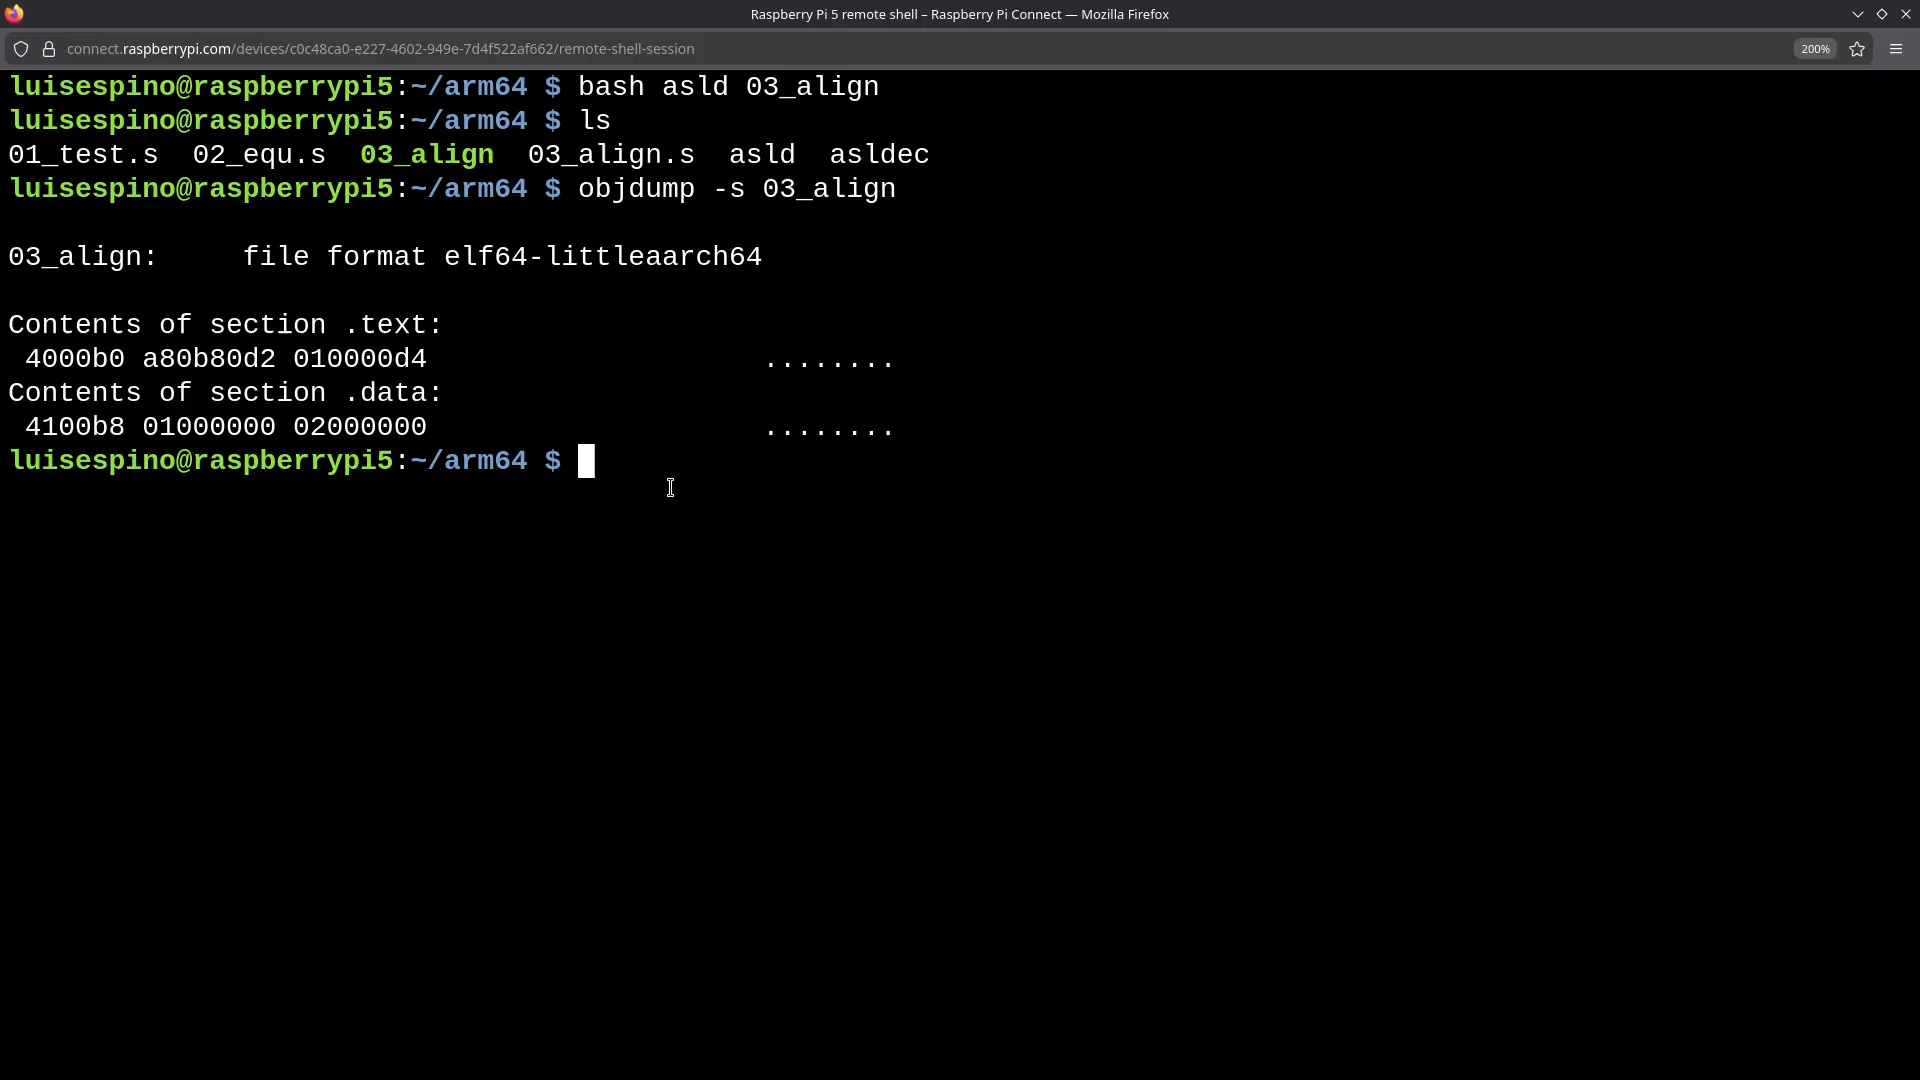 Raspberry Pi 5 remote shell – Raspberry Pi Connect — Mozilla Firefox
connect.raspberrypi.com/devices/c0c48ca0-e227-4602-949e-7d4f522af662/remote-shell-session 200%
luisespino@raspberrypi5:~/arm64 $ bash asld 03_align
luisespino@raspberrypi5:~/arm64 $ ls
01_test.s  02_equ.s  03_align  03_align.s  asld  asldec
luisespino@raspberrypi5:~/arm64 $ objdump -s 03_align
03_align:     file format elf64-littleaarch64
Contents of section .text:
 4000b0 a80b80d2 010000d4                    ........
Contents of section .data:
 4100b8 01000000 02000000                    ........
luisespino@raspberrypi5:~/arm64 $